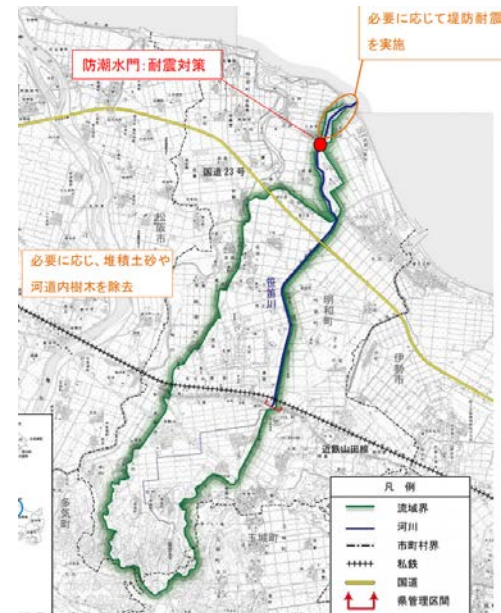 必要に応じて堤防耐震
を実施
防潮水門:耐震対策
国道23号
松阪市
必要に応じ、堆積土砂や
河道内樹木を除去
笹笛川
明和町
伊勢市
近鉄山田線
多気町
玉城町
凡 例
流域界
河川
市町村界
私鉄
国道
県管理区間